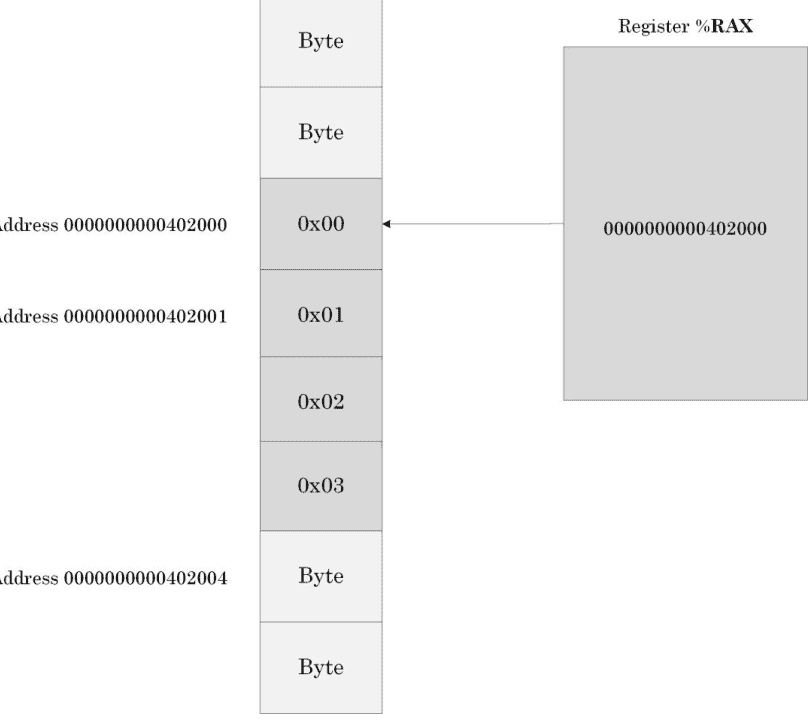 Register %RAX
Byte
Byte
Address 0000000000402000
0x00
0000000000402000
Address 0000000000402001
0x01
0x02
0x03
Address 0000000000402004
Byte
Byte